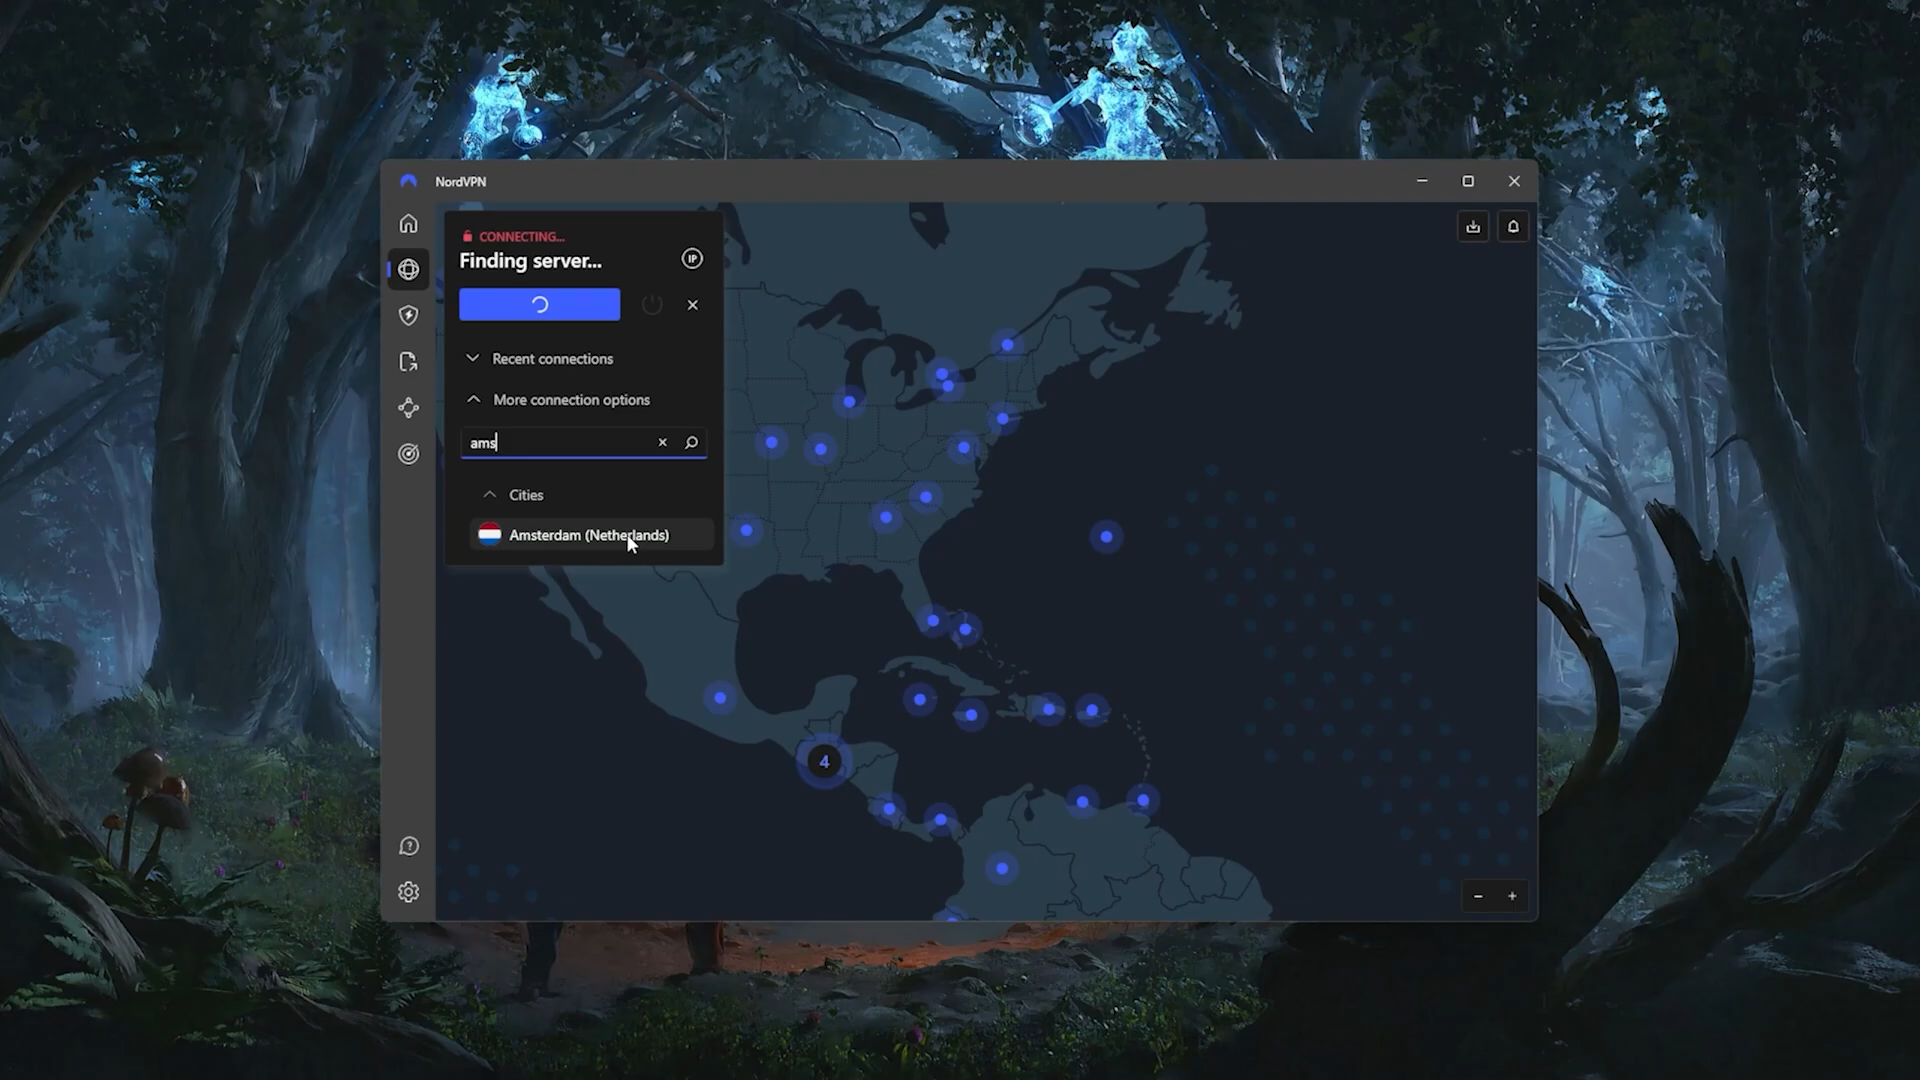 NordVPN
CONNECTING...
Finding server...
IP
Recent connections
More connection options
ams
Cities
Amsterdam (Netherlands)
4